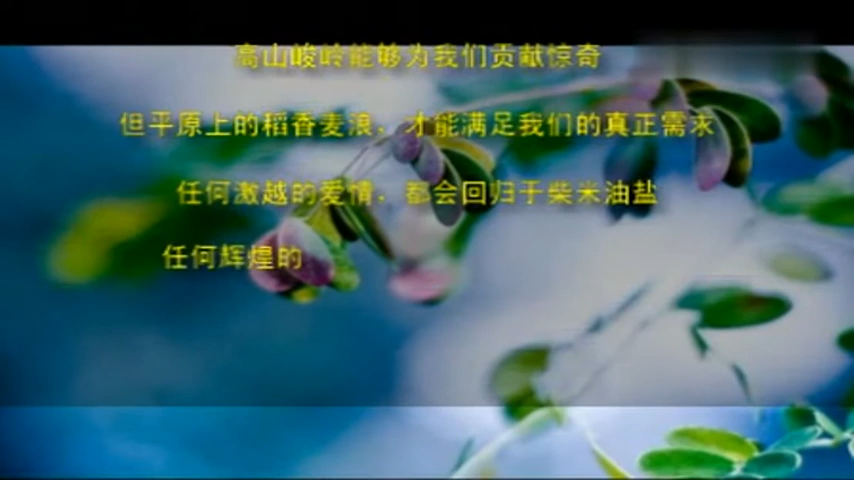 高山峻岭能够为我们贡献惊奇
但平原上的稻香麦浪，才能满足我们的真正需求
任何激越的爱情，都会回归于柴米油盐
任何辉煌的